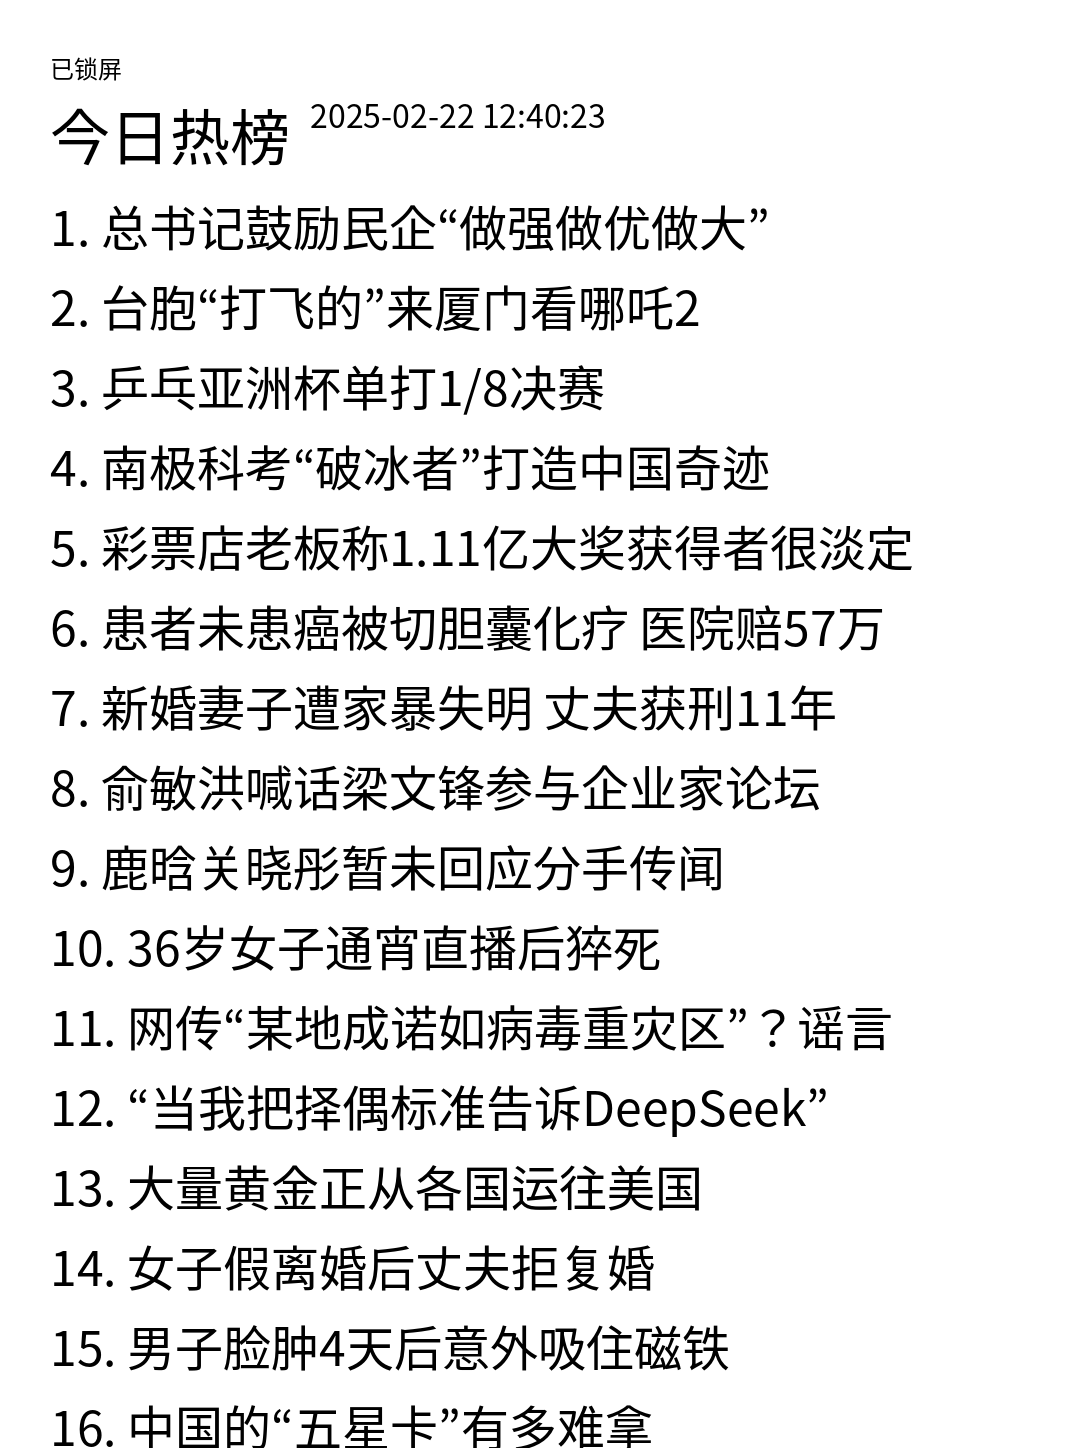 已锁屏
今日热榜 2025-02-22 12:40:23
1. 总书记鼓励民企“做强做优做大”
2. 台胞“打飞的”来厦门看哪吒2
3. 乒乓亚洲杯单打1/8决赛
4. 南极科考“破冰者”打造中国奇迹
5. 彩票店老板称1.11亿大奖获得者很淡定
6. 患者未患癌被切胆囊化疗 医院赔57万
7. 新婚妻子遭家暴失明 丈夫获刑11年
8. 俞敏洪喊话梁文锋参与企业家论坛
9. 鹿晗关晓彤暂未回应分手传闻
10. 36岁女子通宵直播后猝死
11. 网传“某地成诺如病毒重灾区”？谣言
12. “当我把择偶标准告诉DeepSeek”
13. 大量黄金正从各国运往美国
14. 女子假离婚后丈夫拒复婚
15. 男子脸肿4天后意外吸住磁铁
16. 中国的“五星卡”有多难拿